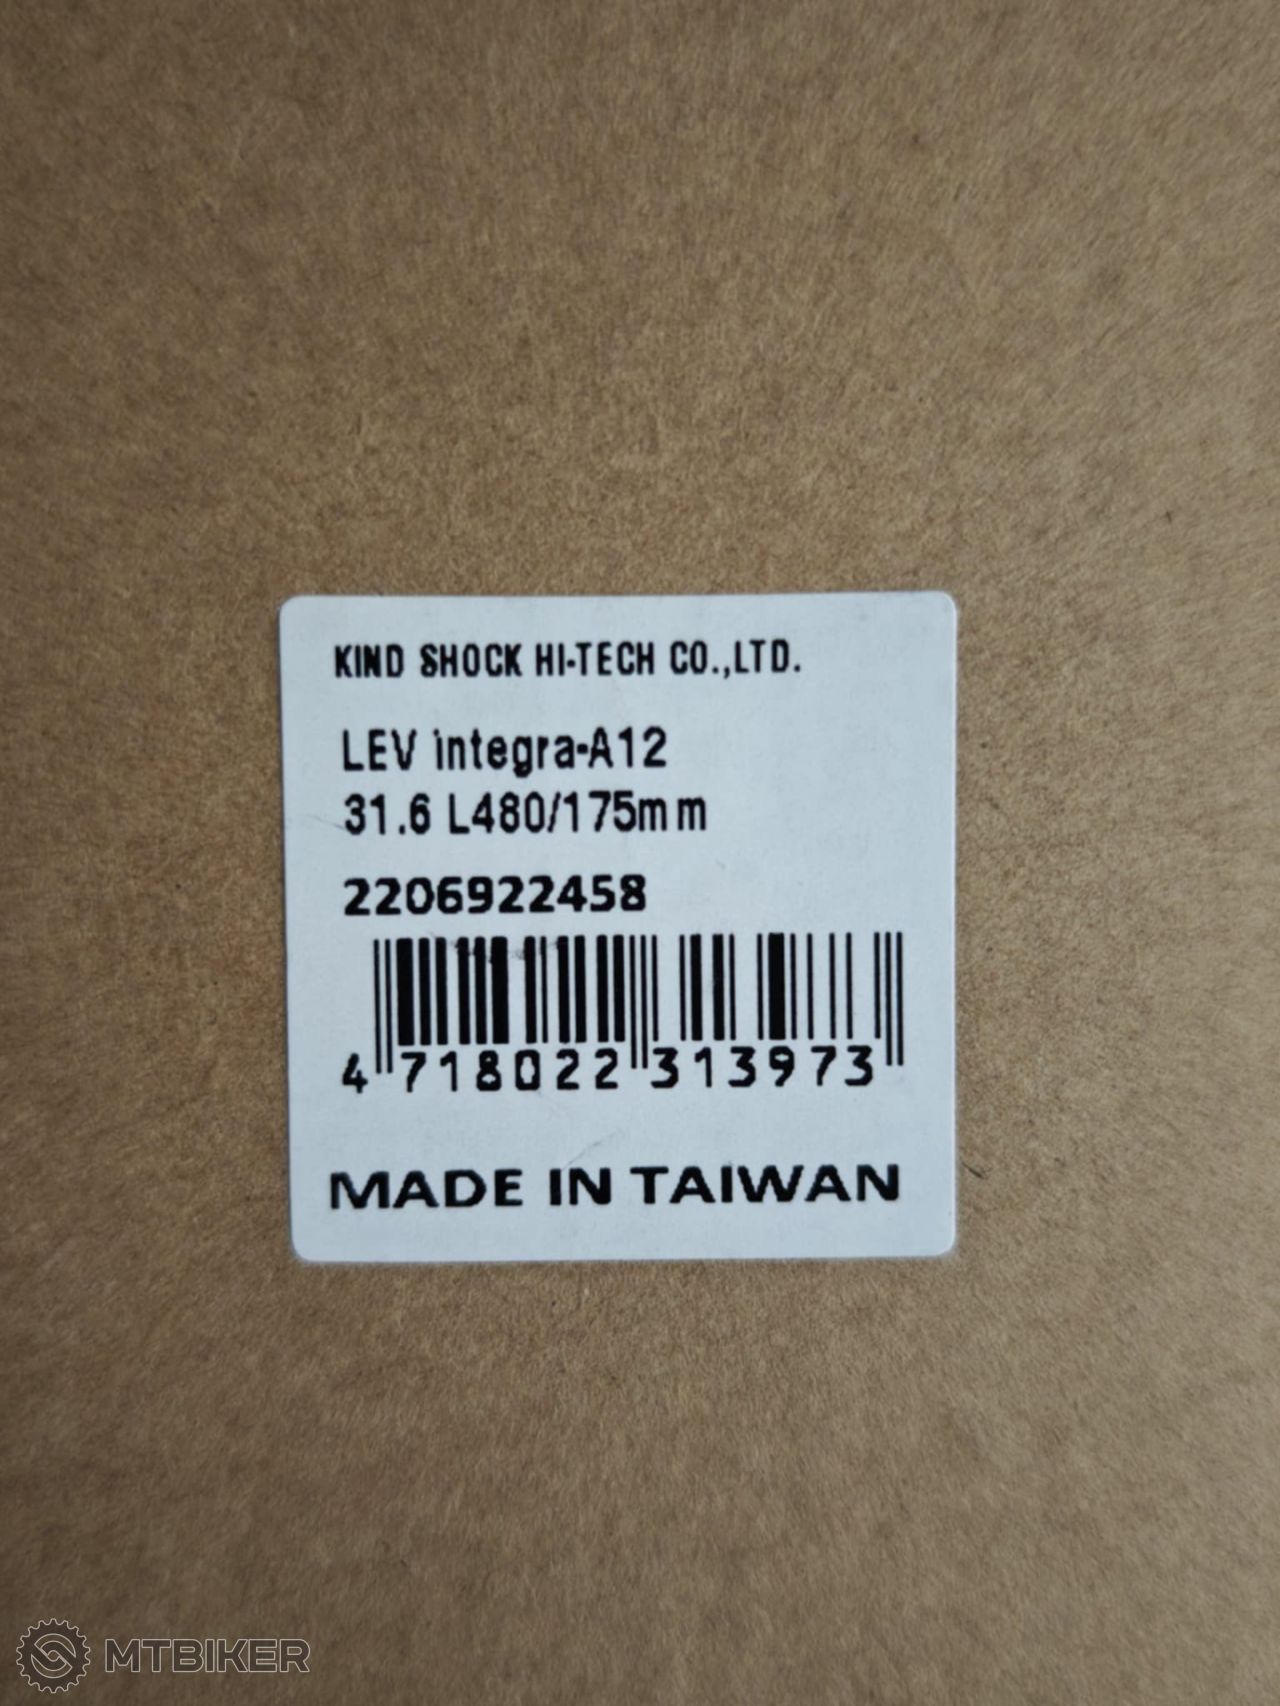 KIND SHOCK HI-TECH CO.,LTD.
LEV integra-A12
31.6 L480/175mm
2206922458
4 718022 313973
MADE IN TAIWAN
MTBIKER